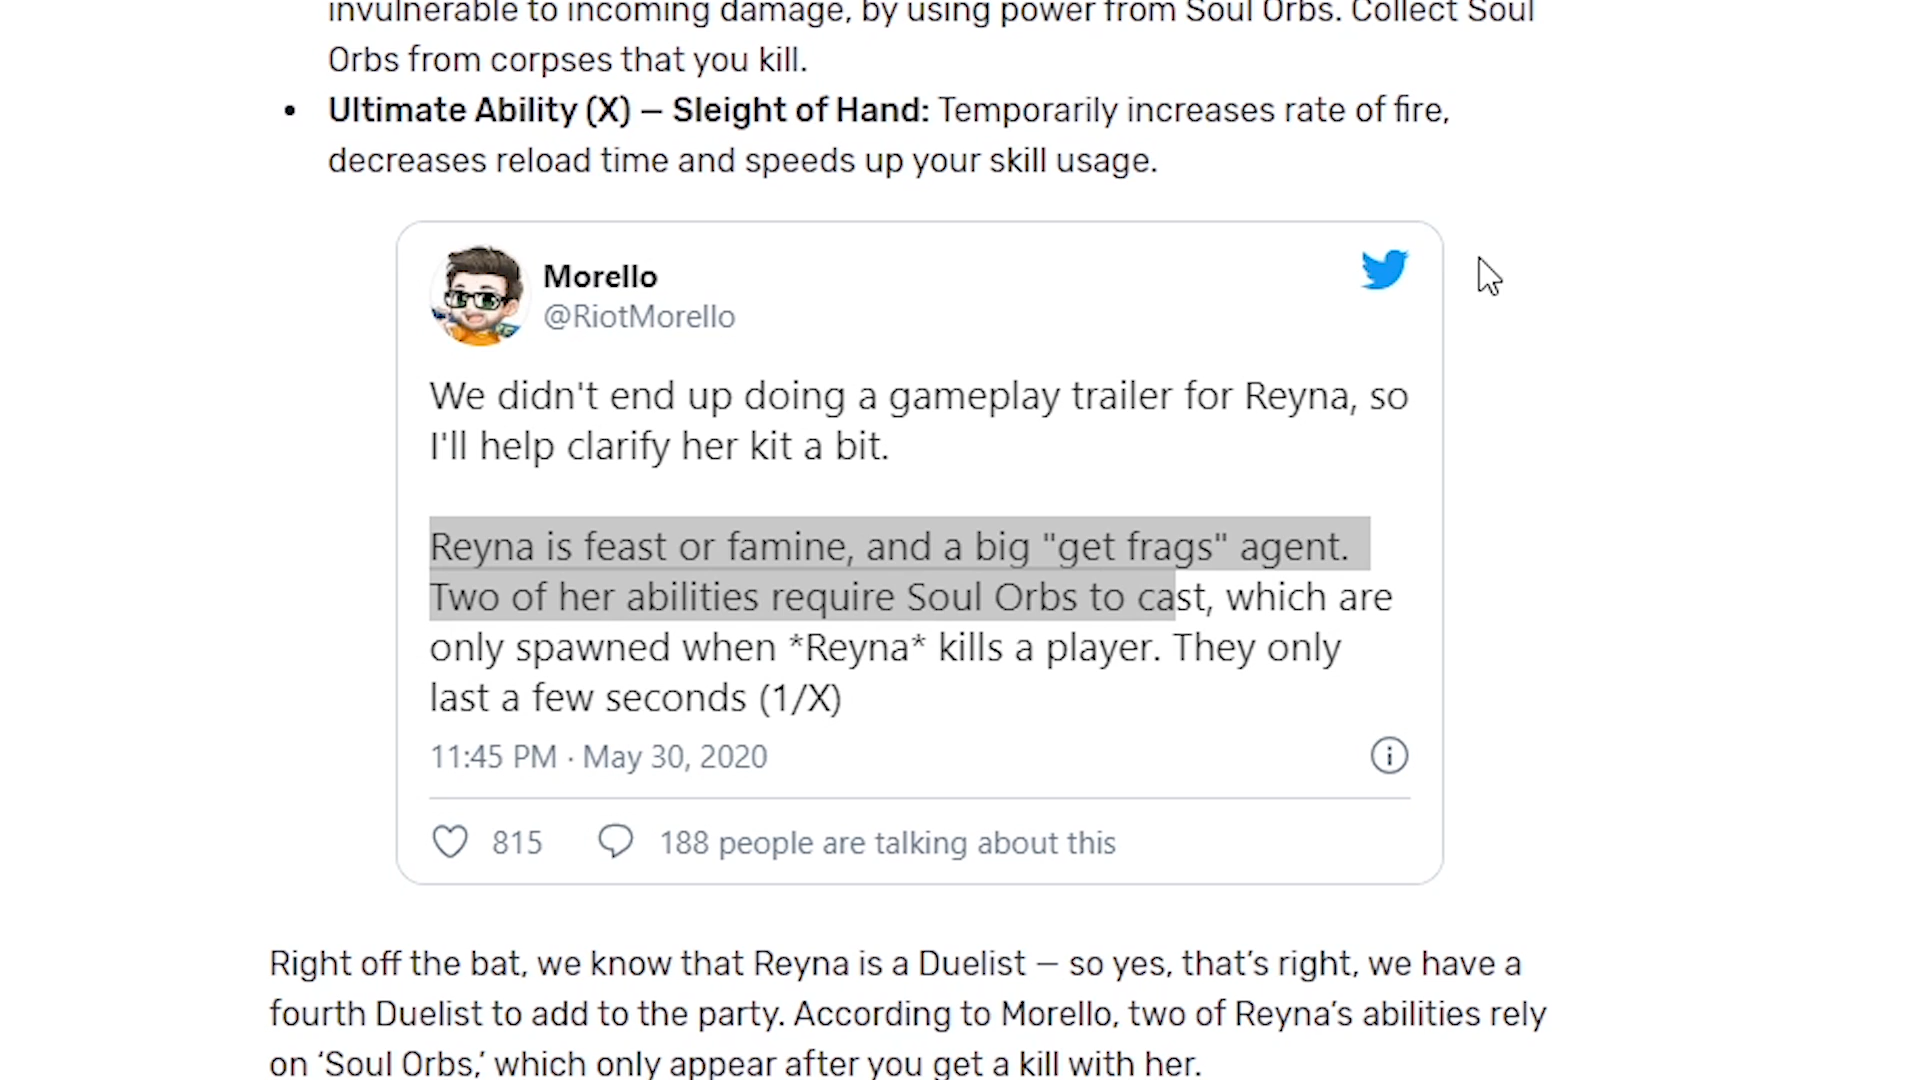 invulnerable to incoming damage, by using power from Soul Orbs. Collect Soul
Orbs from corpses that you kill.
• Ultimate Ability (X) – Sleight of Hand: Temporarily increases rate of fire,
decreases reload time and speeds up your skill usage.
Morello
@RiotMorello
We didn't end up doing a gameplay trailer for Reyna, so
I'll help clarify her kit a bit.
Reyna is feast or famine, and a big "get frags" agent.
Two of her abilities require Soul Orbs to cast, which are
only spawned when *Reyna* kills a player. They only
last a few seconds (1/X)
11:45 PM · May 30, 2020
815 188 people are talking about this
Right off the bat, we know that Reyna is a Duelist – so yes, that’s right, we have a
fourth Duelist to add to the party. According to Morello, two of Reyna’s abilities rely
on ‘Soul Orbs,’ which only appear after you get a kill with her.